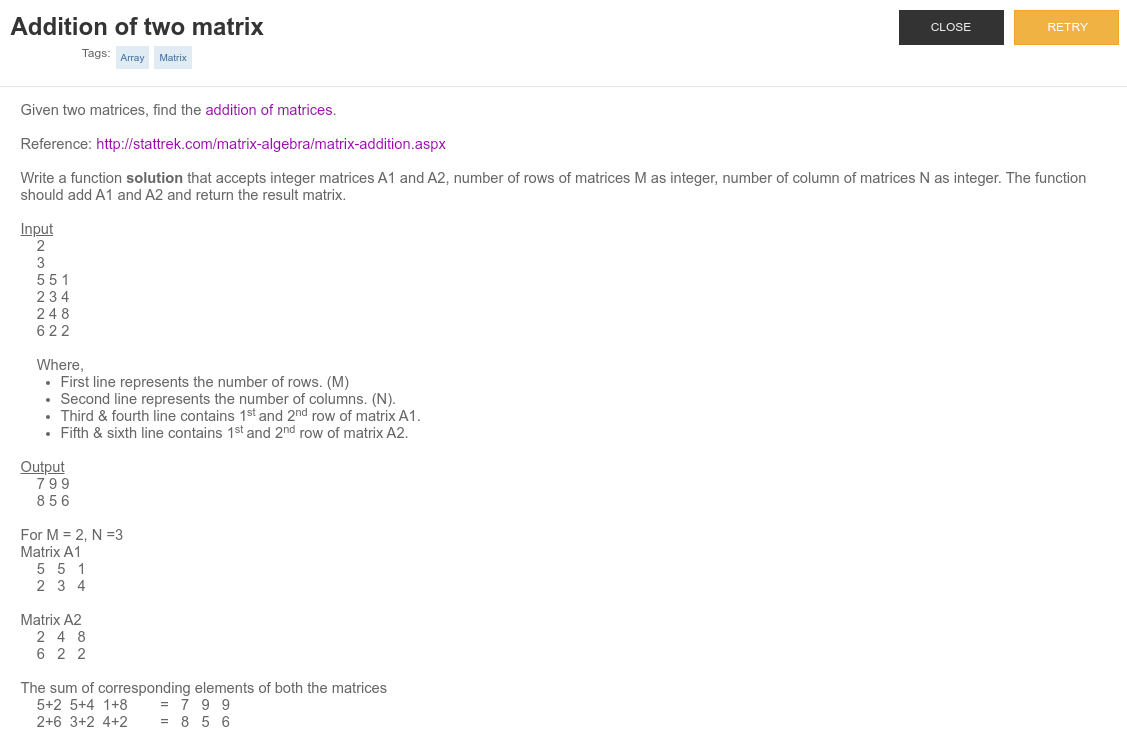 Addition of two matrix
CLOSE
RETRY
Tags: Array Matrix
Given two matrices, find the addition of matrices.
Reference: http://stattrek.com/matrix-algebra/matrix-addition.aspx
Write a function solution that accepts integer matrices A1 and A2, number of rows of matrices M as integer, number of column of matrices N as integer. The function
should add A1 and A2 and return the result matrix.
Input
2
3
5 5 1
2 3 4
2 4 8
6 2 2
Where,
• First line represents the number of rows. (M)
• Second line represents the number of columns. (N).
• Third & fourth line contains 1st and 2nd row of matrix A1.
• Fifth & sixth line contains 1st and 2nd row of matrix A2.
Output
7 9 9
8 5 6
For M = 2, N =3
Matrix A1
5 5 1
2 3 4
Matrix A2
2 4 8
6 2 2
The sum of corresponding elements of both the matrices
5+2 5+4 1+8 = 7 9 9
2+6 3+2 4+2 = 8 5 6